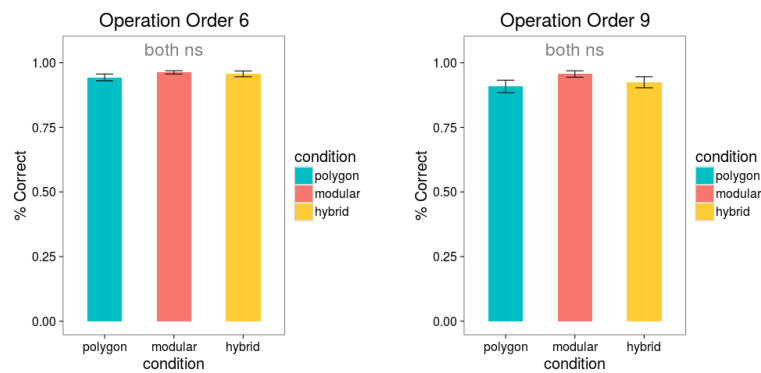 Operation Order 6
both ns
1.00
0.75
0.50
0.25
0.00
% Correct
polygon
modular
hybrid
condition
condition
polygon
modular
hybrid
Operation Order 9
both ns
1.00
0.75
0.50
0.25
0.00
% Correct
polygon
modular
hybrid
condition
condition
polygon
modular
hybrid